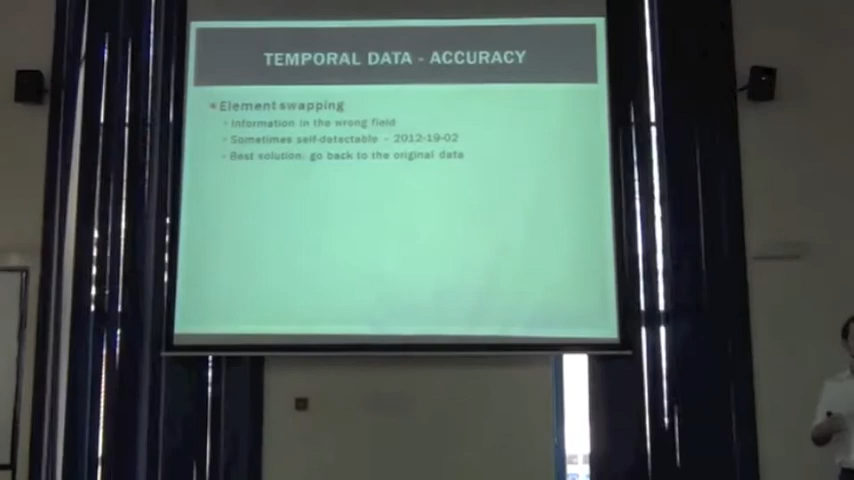 TEMPORAL DATA - ACCURACY
Element swapping
Information in the wrong field
Sometimes self-detectable – 2012-19-02
Best solution: go back to the original data